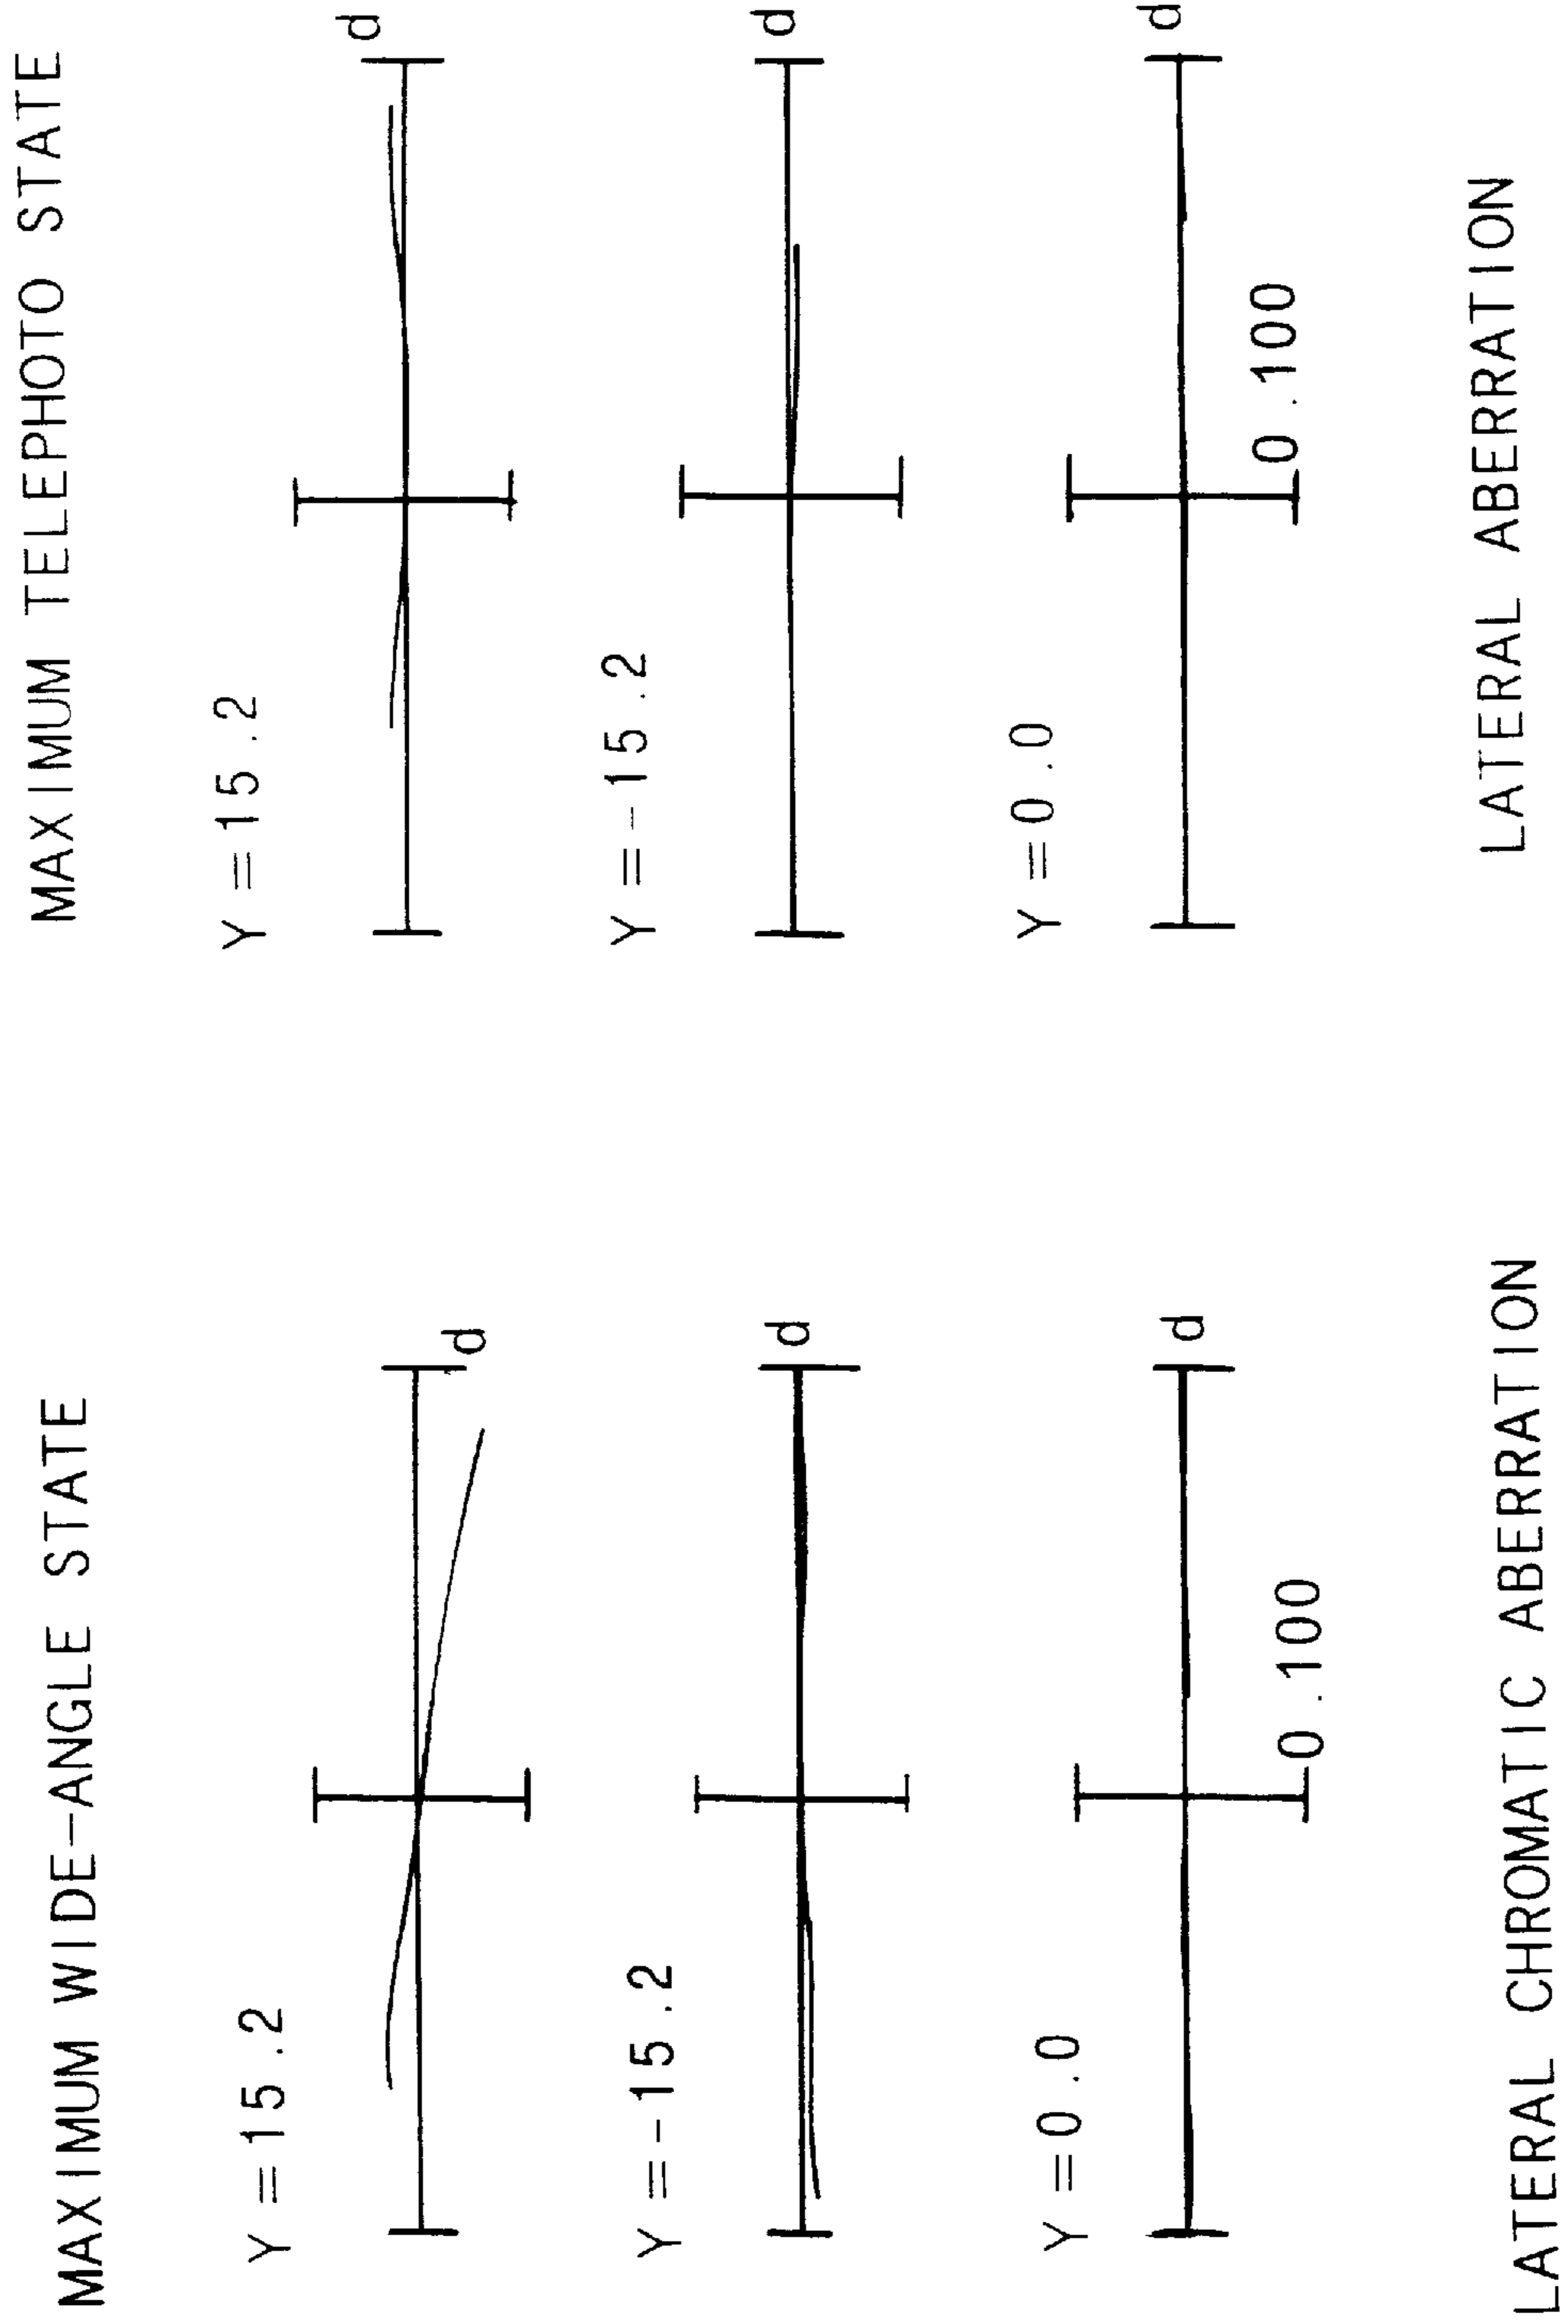 MAXIMUM WIDE-ANGLE STATE
Y=15.2
d
Y=-15.2
d
Y=0.0
d
0.100
LATERAL CHROMATIC ABERRATION
MAXIMUM TELEPHOTO STATE
Y=15.2
d
Y=-15.2
d
Y=0.0
d
0.100
LATERAL ABERRATION